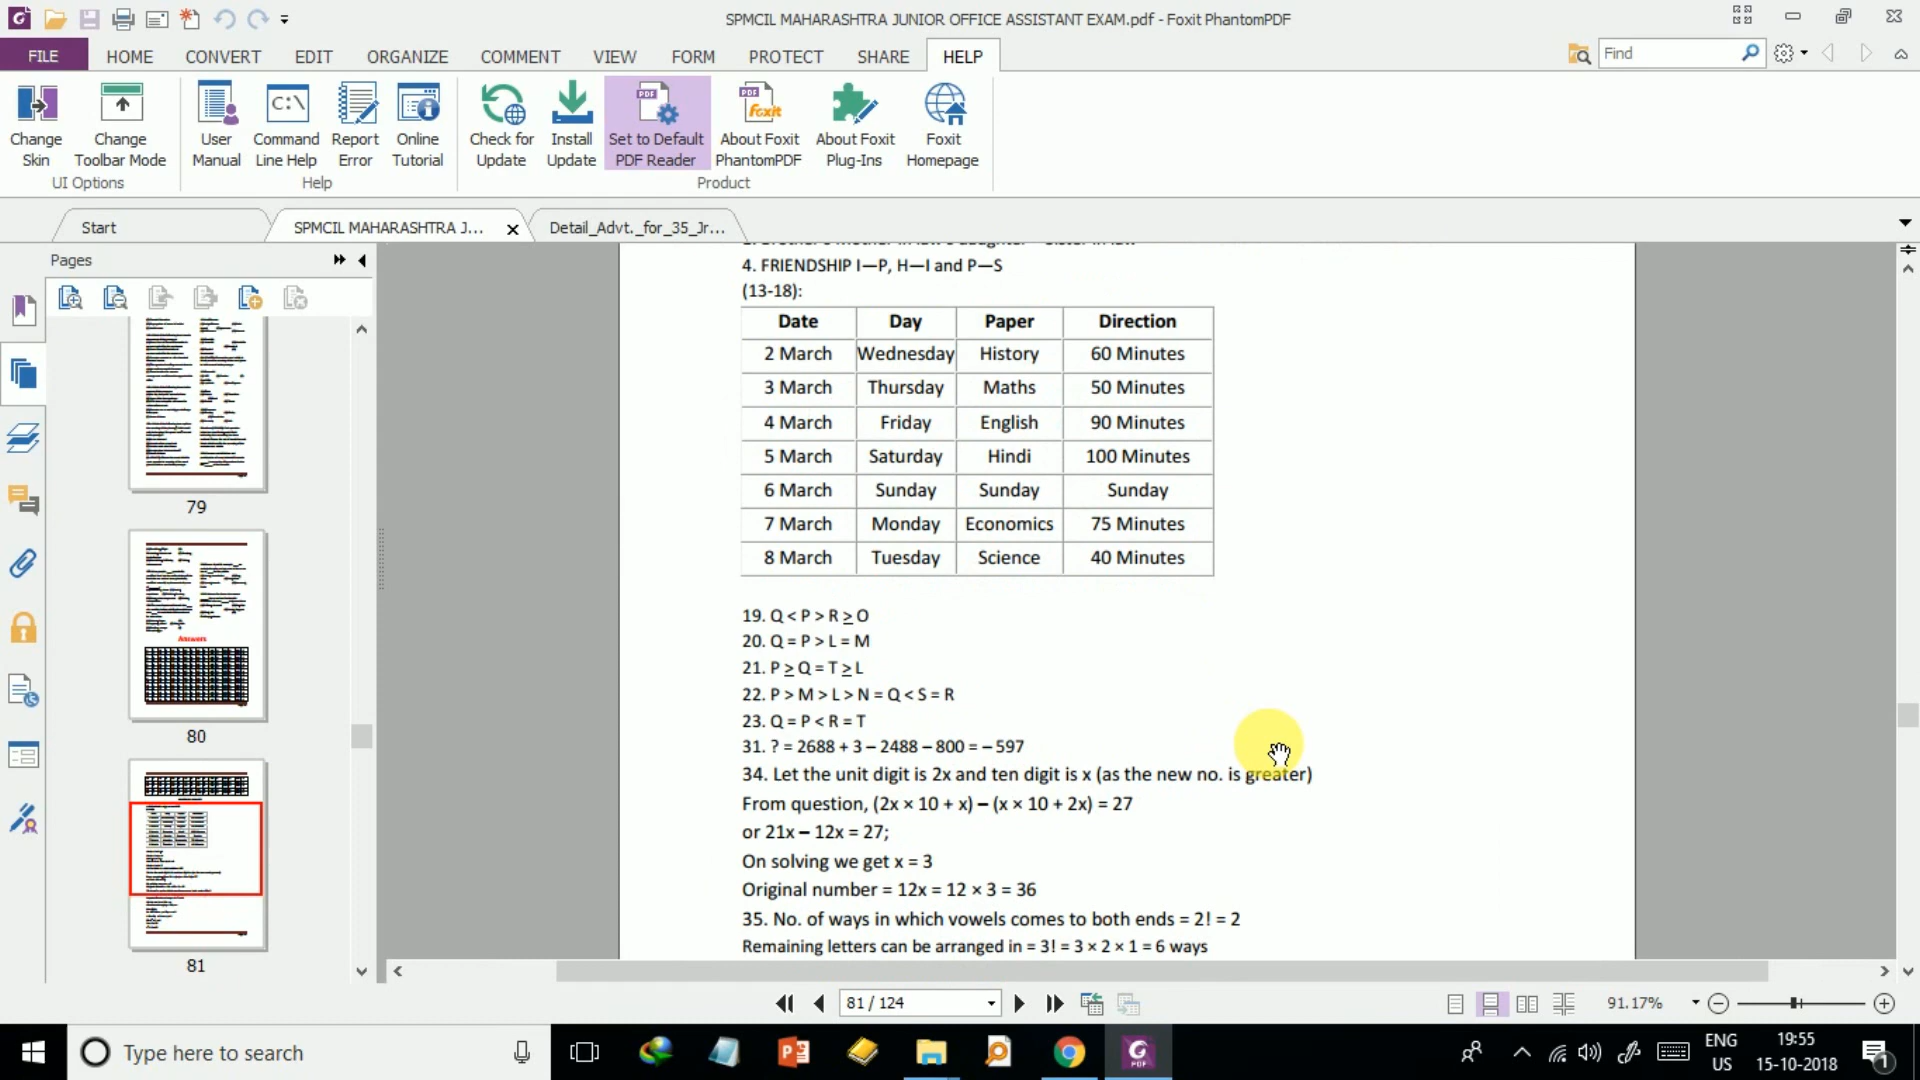 SPMCIL MAHARASHTRA JUNIOR OFFICE ASSISTANT EXAM.pdf - Foxit PhantomPDF
FILE HOME CONVERT EDIT ORGANIZE COMMENT VIEW FORM PROTECT SHARE HELP Find
Change Skin
Change Toolbar Mode
User Manual
Command Line Help
Report Error
Online Tutorial
Check for Update
Install Update
Set to Default PDF Reader
About Foxit PhantomPDF
About Foxit Plug-Ins
Foxit Homepage
UI Options Help Product
Start SPMCIL MAHARASHTRA J... Detail_Advt._for_35_Jr...
Pages
79
80
Answers
81
4. FRIENDSHIP I—P, H—I and P—S
(13-18):
Date Day Paper Direction
2 March Wednesday History 60 Minutes
3 March Thursday Maths 50 Minutes
4 March Friday English 90 Minutes
5 March Saturday Hindi 100 Minutes
6 March Sunday Sunday Sunday
7 March Monday Economics 75 Minutes
8 March Tuesday Science 40 Minutes
19. Q < P > R ≥ O
20. Q = P > L = M
21. P ≥ Q = T ≥ L
22. P > M > L > N = Q < S = R
23. Q = P < R = T
31. ? = 2688 + 3 – 2488 – 800 = – 597
34. Let the unit digit is 2x and ten digit is x (as the new no. is greater)
From question, (2x × 10 + x) – (x × 10 + 2x) = 27
or 21x – 12x = 27;
On solving we get x = 3
Original number = 12x = 12 × 3 = 36
35. No. of ways in which vowels comes to both ends = 2! = 2
Remaining letters can be arranged in = 3! = 3 × 2 × 1 = 6 ways
81 / 124 91.17%
Type here to search
ENG US
19:55
15-10-2018
1